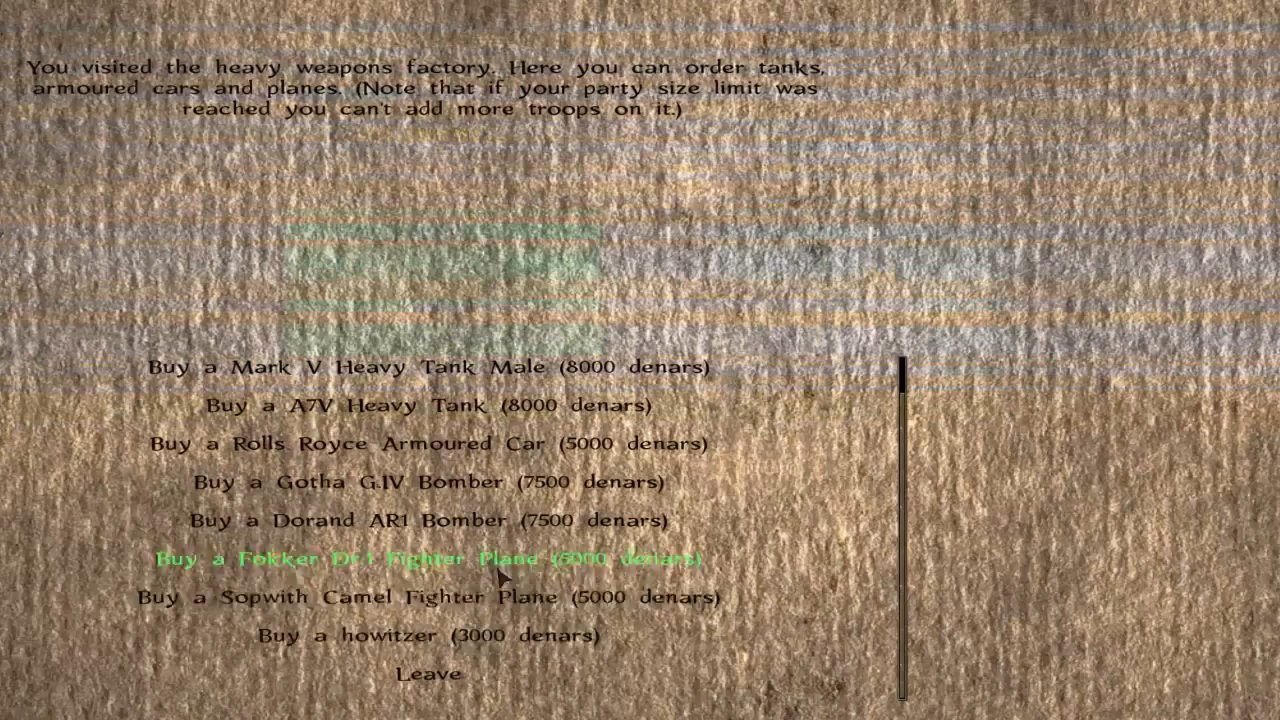 You visited the heavy weapons factory. Here you can order tanks,
armoured cars and planes. (Note that if your party size limit was
reached you can't add more troops on it.)
Buy a Mark V Heavy Tank Male (8000 denars)
Buy a A7V Heavy Tank (8000 denars)
Buy a Rolls Royce Armoured Car (5000 denars)
Buy a Gotha G.IV Bomber (7500 denars)
Buy a Dorand AR1 Bomber (7500 denars)
Buy a Fokker Dr.1 Fighter Plane (5000 denars)
Buy a Sopwith Camel Fighter Plane (5000 denars)
Buy a howitzer (3000 denars)
Leave